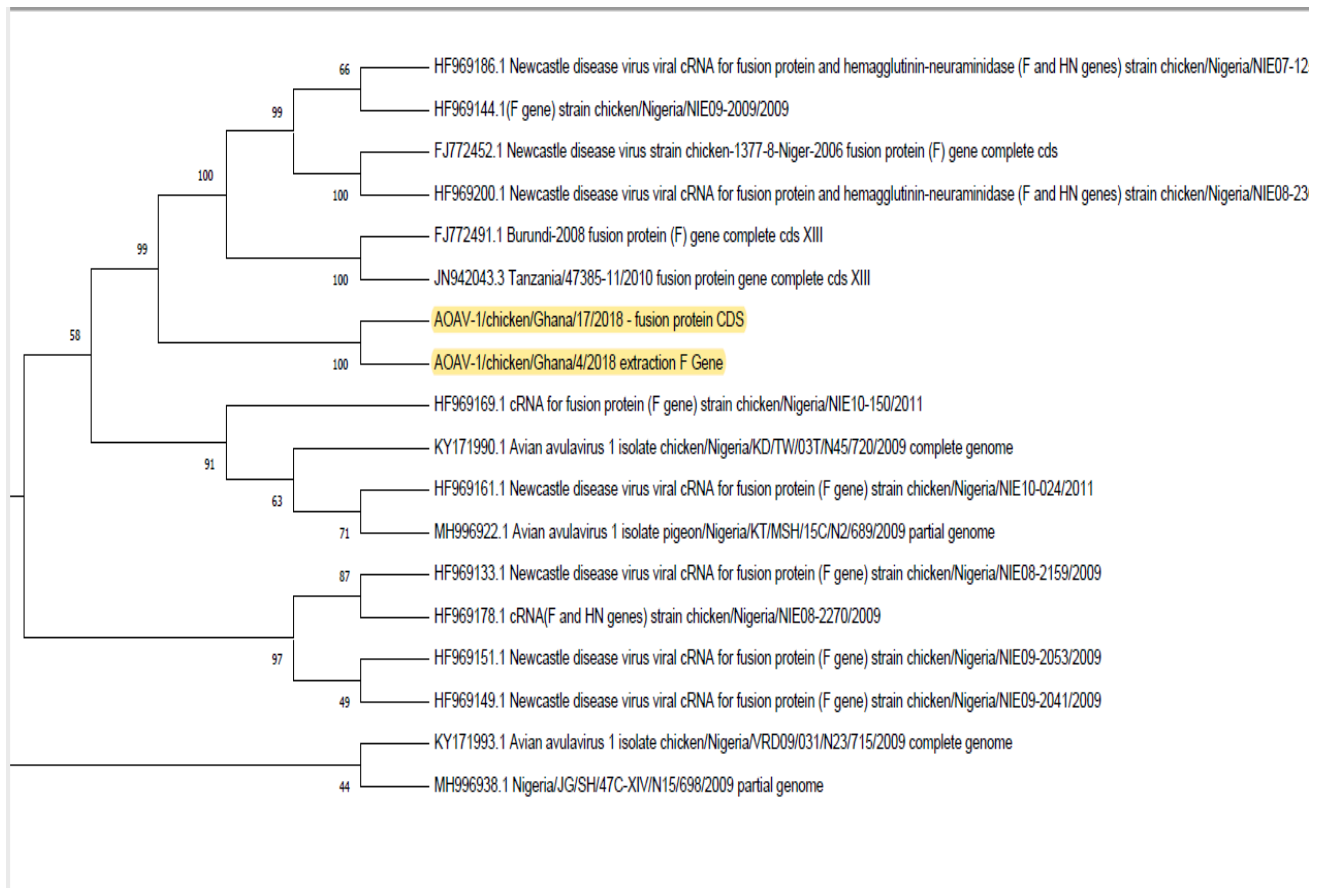 66
HF969186.1 Newcastle disease virus viral cRNA for fusion protein and hemagglutinin-neuraminidase (F and HN genes) strain chicken/Nigeria/NIE07-12
99
HF969144.1(F gene) strain chicken/Nigeria/NIE09-2009/2009
FJ772452.1 Newcastle disease virus strain chicken-1377-8-Niger-2006 fusion protein (F) gene complete cds
100
100
HF969200.1 Newcastle disease virus viral cRNA for fusion protein and hemagglutinin-neuraminidase (F and HN genes) strain chicken/Nigeria/NIE08-23
FJ772491.1 Burundi-2008 fusion protein (F) gene complete cds XIII
99
100
JN942043.3 Tanzania/47385-11/2010 fusion protein gene complete cds XIII
AOAV-1/chicken/Ghana/17/2018 - fusion protein CDS
58
100
AOAV-1/chicken/Ghana/4/2018 extraction F Gene
HF969169.1 cRNA for fusion protein (F gene) strain chicken/Nigeria/NIE10-150/2011
KY171990.1 Avian avulavirus 1 isolate chicken/Nigeria/KD/TW/03T/N45/720/2009 complete genome
91
HF969161.1 Newcastle disease virus viral cRNA for fusion protein (F gene) strain chicken/Nigeria/NIE10-024/2011
63
71
MH996922.1 Avian avulavirus 1 isolate pigeon/Nigeria/KT/MSH/15C/N2/689/2009 partial genome
87
HF969133.1 Newcastle disease virus viral cRNA for fusion protein (F gene) strain chicken/Nigeria/NIE08-2159/2009
HF969178.1 cRNA(F and HN genes) strain chicken/Nigeria/NIE08-2270/2009
97
HF969151.1 Newcastle disease virus viral cRNA for fusion protein (F gene) strain chicken/Nigeria/NIE09-2053/2009
49
HF969149.1 Newcastle disease virus viral cRNA for fusion protein (F gene) strain chicken/Nigeria/NIE09-2041/2009
KY171993.1 Avian avulavirus 1 isolate chicken/Nigeria/VRD09/031/N23/715/2009 complete genome
44
MH996938.1 Nigeria/JG/SH/47C-XIV/N15/698/2009 partial genome